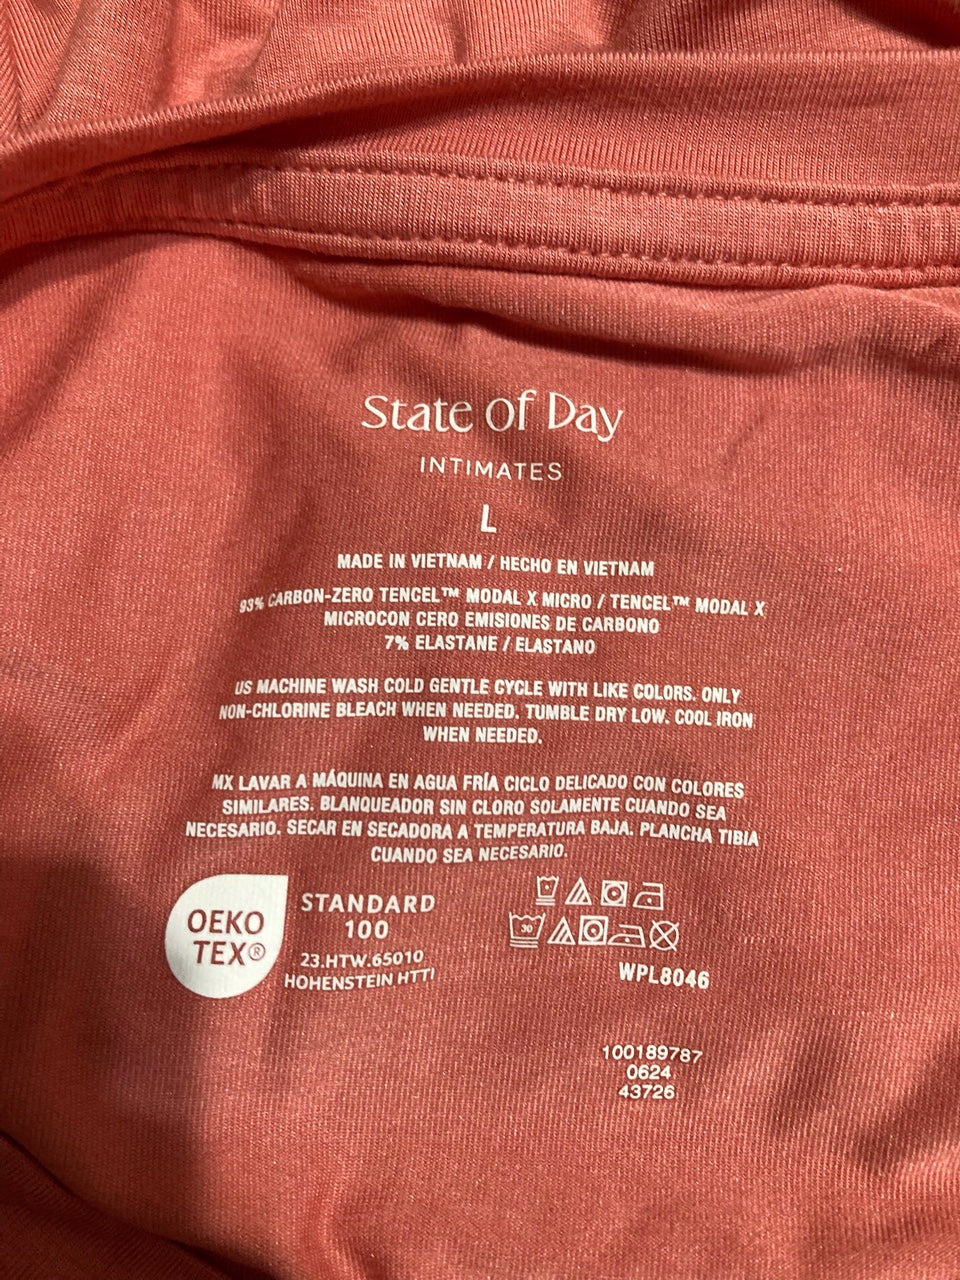 State of Day
INTIMATES
L
MADE IN VIETNAM / HECHO EN VIETNAM
93% CARBON-ZERO TENCEL™ MODAL X MICRO / TENCEL™ MODAL X
MICROCON CERO EMISIONES DE CARBONO
7% ELASTANE / ELASTANO
US MACHINE WASH COLD GENTLE CYCLE WITH LIKE COLORS. ONLY
NON-CHLORINE BLEACH WHEN NEEDED. TUMBLE DRY LOW. COOL IRON
WHEN NEEDED.
MX LAVAR A MÁQUINA EN AGUA FRÍA CICLO DELICADO CON COLORES
SIMILARES. BLANQUEADOR SIN CLORO SOLAMENTE CUANDO SEA
NECESARIO. SECAR EN SECADORA A TEMPERATURA BAJA. PLANCHA TIBIA
CUANDO SEA NECESARIO.
OEKO
TEX®
STANDARD
100
23.HTW.65010
HOHENSTEIN HTTI
30
WPL8046
100189787
0624
43726